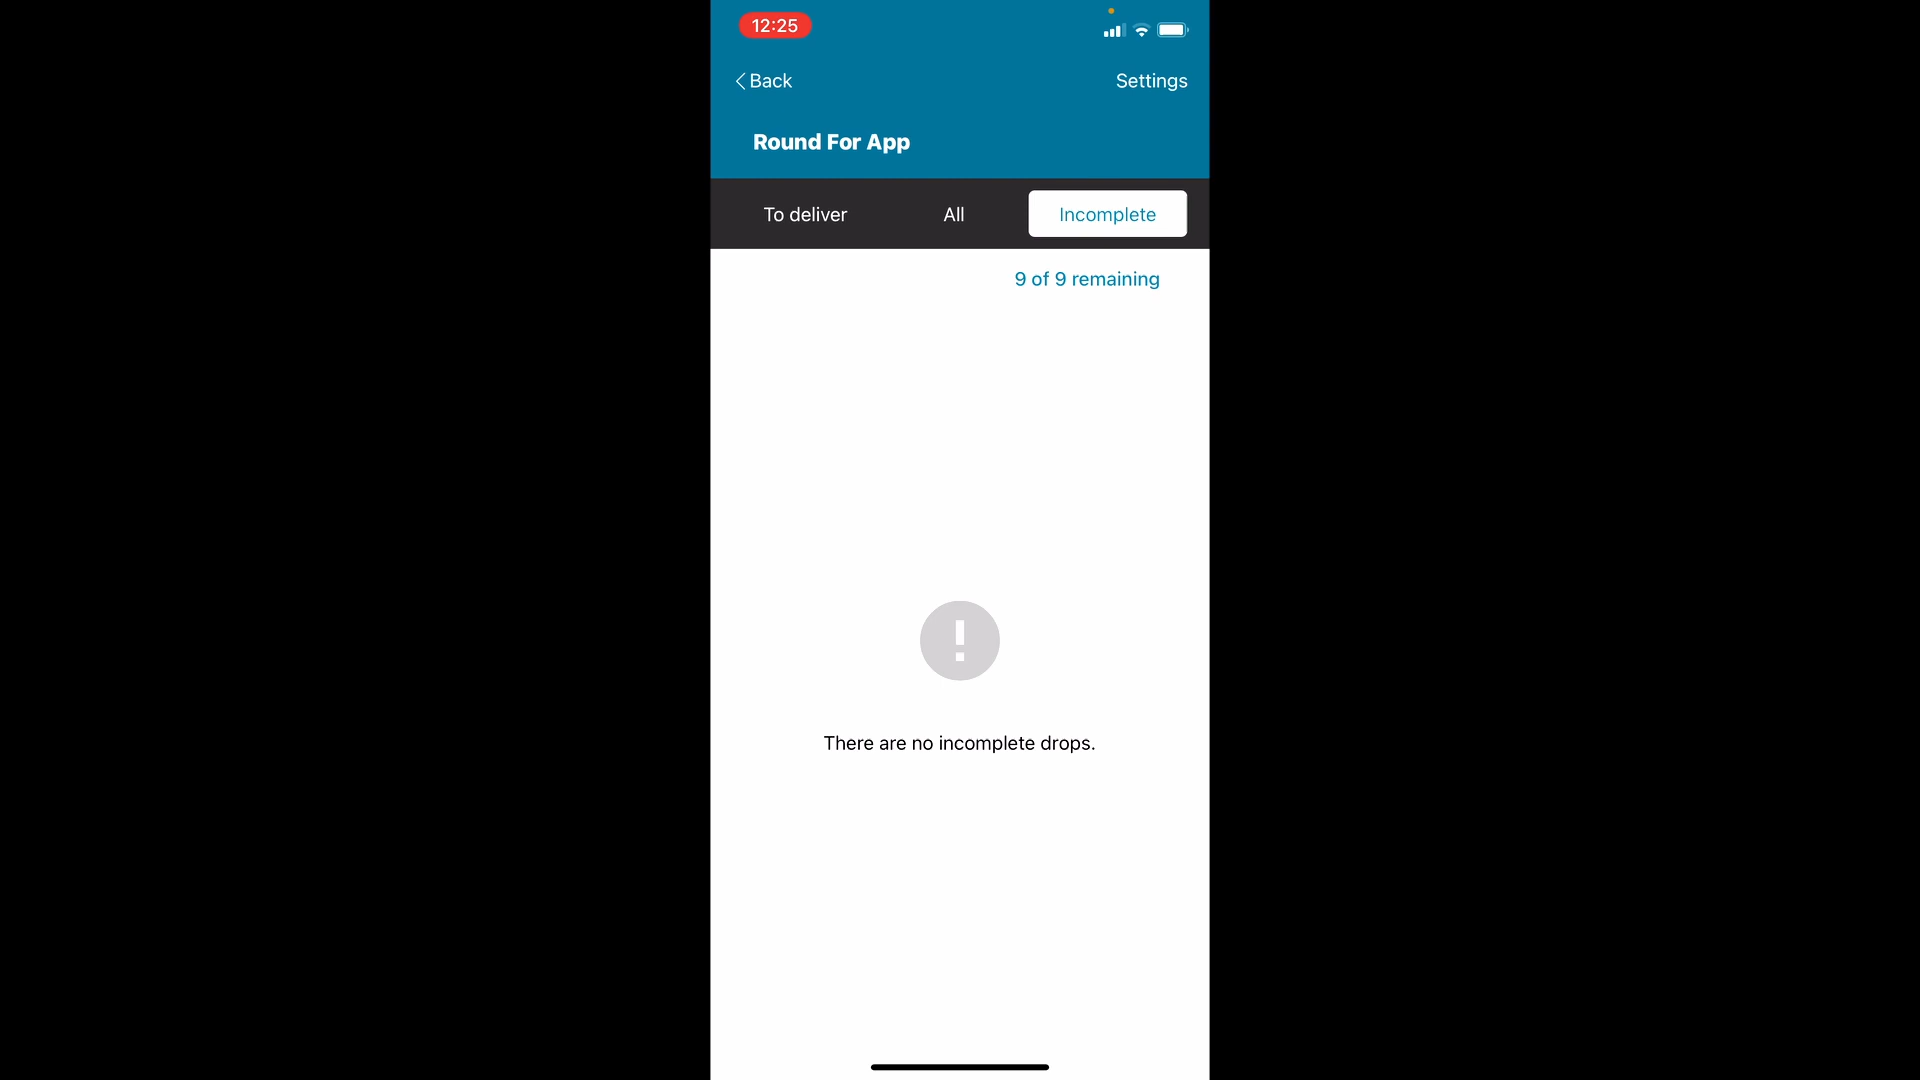 12:25
Back
Settings
Round For App
To deliver
All
Incomplete
9 of 9 remaining
There are no incomplete drops.